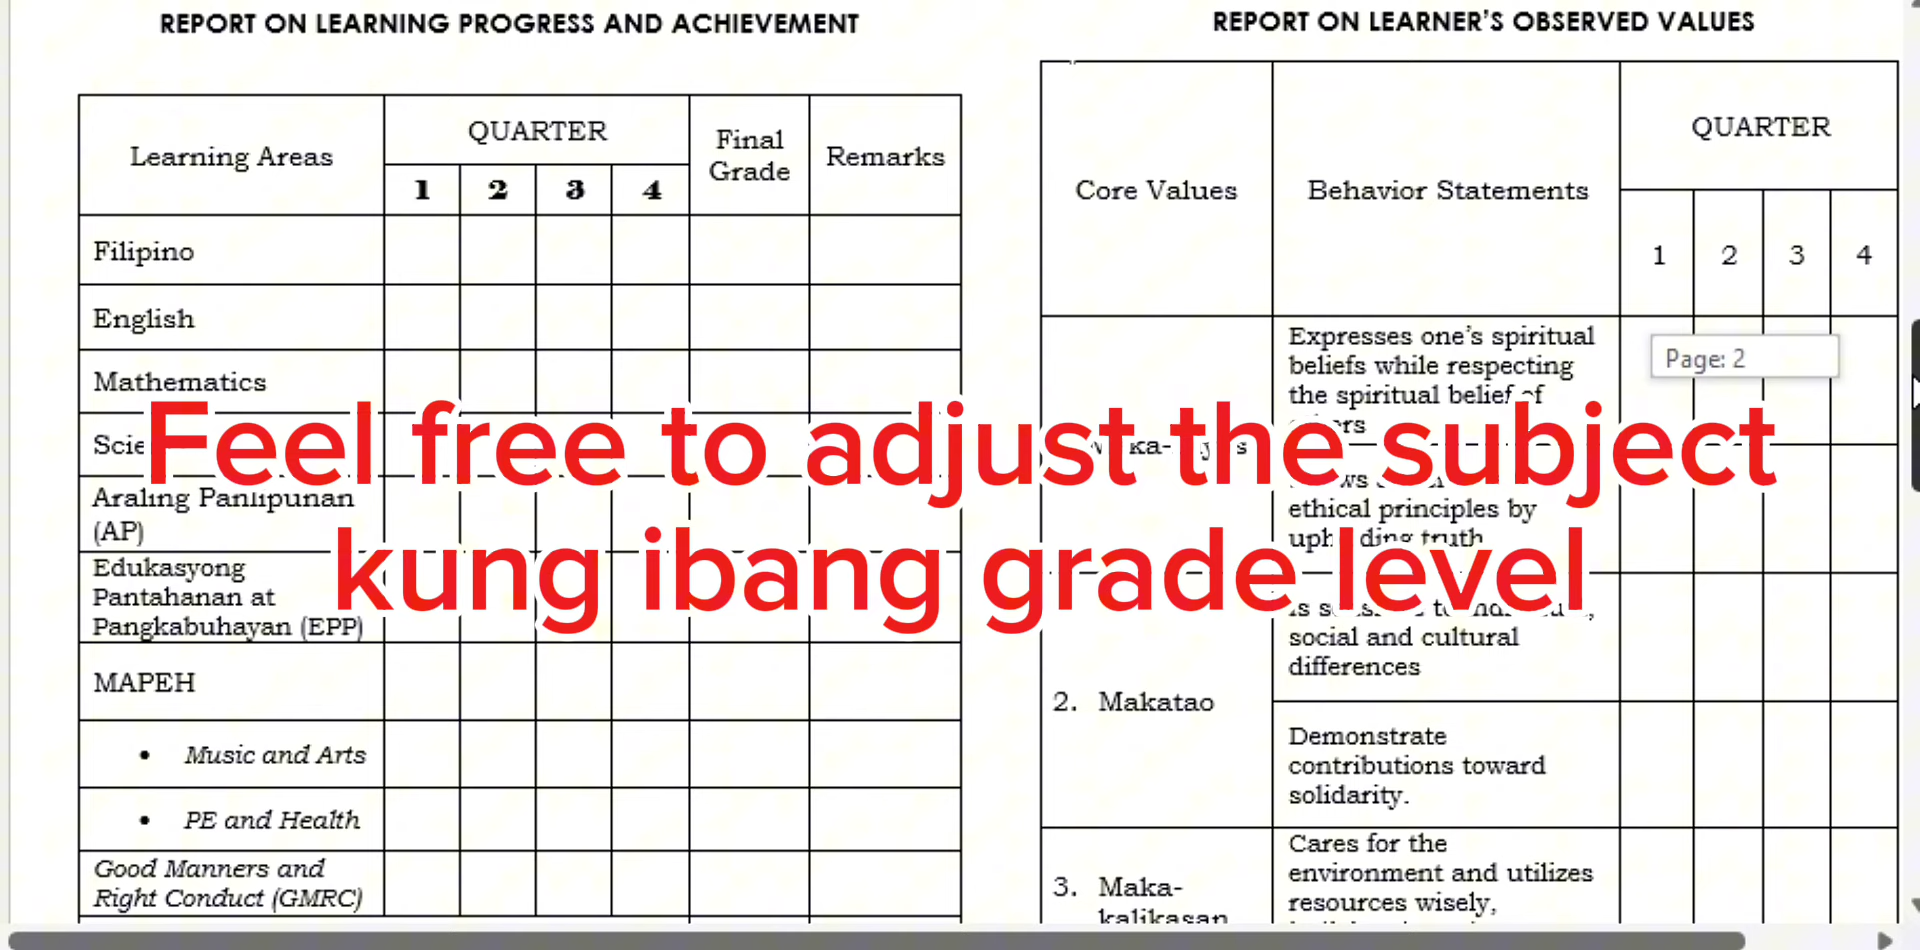 REPORT ON LEARNING PROGRESS AND ACHIEVEMENT
Learning Areas
QUARTER
Final
Grade
Remarks
1 2 3 4
Filipino
English
Mathematics
Araling Panlipunan
(AP)
Edukasyong
Pantahanan at
Pangkabuhayan (EPP)
MAPEH
• Music and Arts
• PE and Health
Good Manners and
Right Conduct (GMRC)
REPORT ON LEARNER'S OBSERVED VALUES
Core Values
Behavior Statements
QUARTER
1 2 3 4
Expresses one's spiritual
beliefs while respecting
the spiritual belief of
ethical principles by
truth
social and cultural
differences
2. Makatao
Demonstrate
contributions toward
solidarity.
3. Maka-
kalikasan
Cares for the
environment and utilizes
resources wisely,
Page: 2
Feel free to adjust the subject
kung ibang grade level